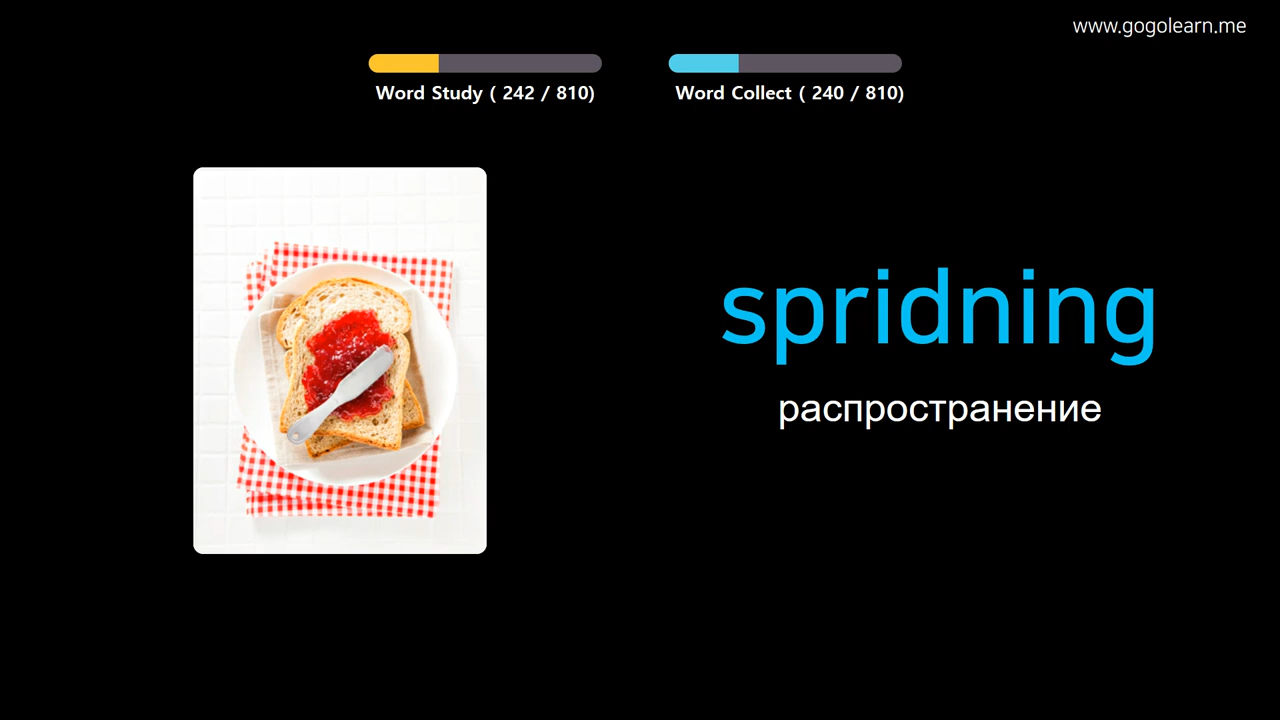 www.gogolearn.me
Word Study ( 242 / 810)
Word Collect ( 240 / 810)
spridning
распространение